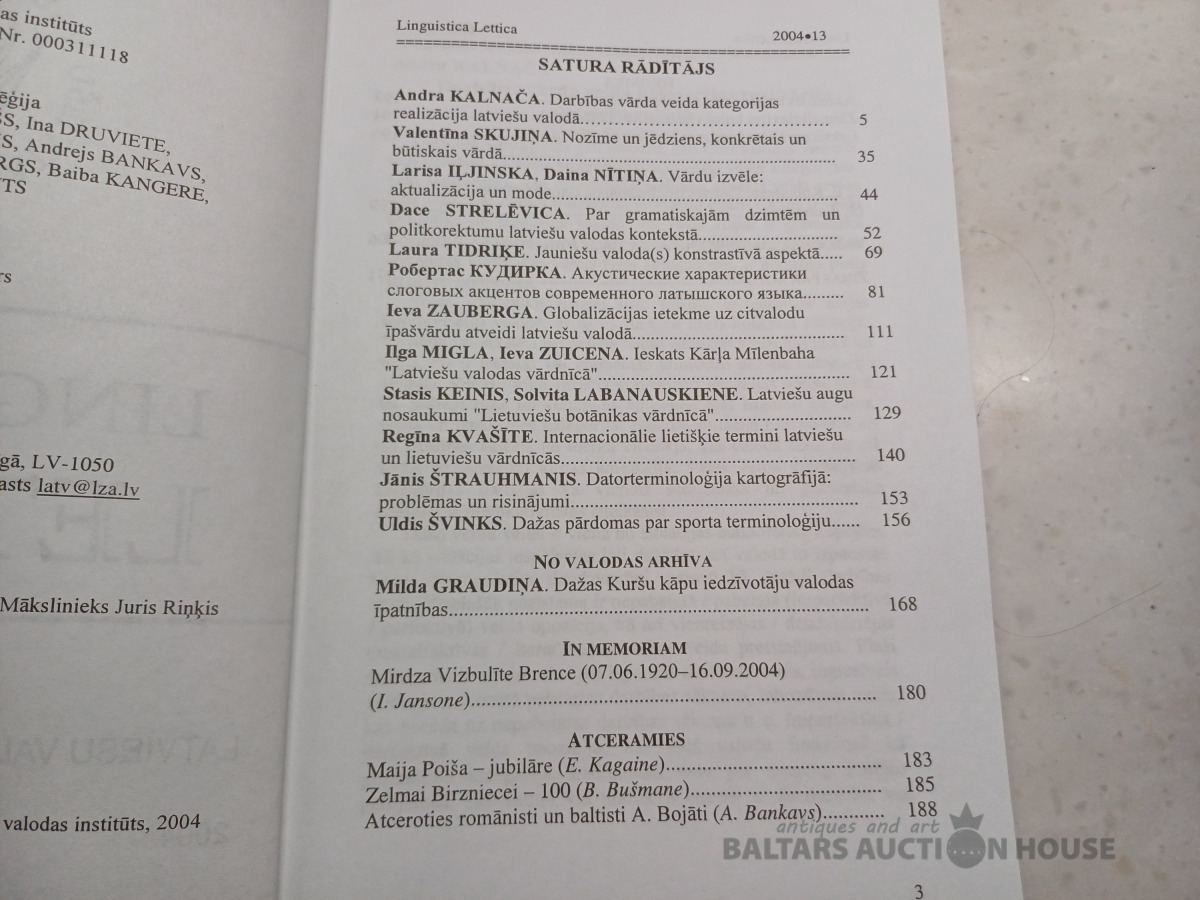 as institūts
Nr. 000311118
ēģija
SS, Ina DRUVIETE,
S, Andrejs BANKAVS,
RGS, Baiba KANGERE,
TS
rs
gā, LV-1050
asts latv@lza.lv
Mākslinieks Juris Riņķis
valodas institūts, 2004
Linguistica Lettica 2004•13
SATURA RĀDĪTĀJS
Andra KALNAČA. Darbības vārda veida kategorijas
realizācija latviešu valodā.............................................. 5
Valentīna SKUJIŅA. Nozīme un jēdziens, konkrētais un
būtiskais vārdā................................................................ 35
Larisa IĻJINSKA, Daina NĪTIŅA. Vārdu izvēle:
aktualizācija un mode...................................................... 44
Dace STRELĒVICA. Par gramatiskajām dzimtēm un
politkorektumu latviešu valodas kontekstā........................... 52
Laura TIDRIĶE. Jauniešu valoda(s) konstrastīvā aspektā..... 69
Робертас КУДИРКА. Акустические характеристики
слоговых акцентов современного латышского языка......... 81
Ieva ZAUBERGA. Globalizācijas ietekme uz citvalodu
īpašvārdu atveidi latviešu valodā......................................... 111
Ilga MIGLA, Ieva ZUICENA. Ieskats Kārļa Mīlenbaha
"Latviešu valodas vārdnīcā"................................................ 121
Stasis KEINIS, Solvita LABANAUSKIENE. Latviešu augu
nosaukumi "Lietuviešu botānikas vārdnīcā"........................... 129
Regīna KVAŠĪTE. Internacionālie lietišķie termini latviešu
un lietuviešu vārdnīcās....................................................... 140
Jānis ŠTRAUHMANIS. Datorterminoloģija kartogrāfijā:
problēmas un risinājumi...................................................... 153
Uldis ŠVINKS. Dažas pārdomas par sporta terminoloģiju...... 156
NO VALODAS ARHĪVA
Milda GRAUDIŅA. Dažas Kuršu kāpu iedzīvotāju valodas
īpatnības............................................................................ 168
IN MEMORIAM
Mirdza Vizbulīte Brence (07.06.1920–16.09.2004)
(I. Jansone)........................................................................ 180
ATCERAMIES
Maija Poiša – jubilāre (E. Kagaine)....................................... 183
Zelmai Birzniecei – 100 (B. Bušmane)................................... 185
Atceroties romānisti un baltisti A. Bojāti (A. Bankavs)............ 188
antiques and art
BALTARS AUCTION HOUSE
3